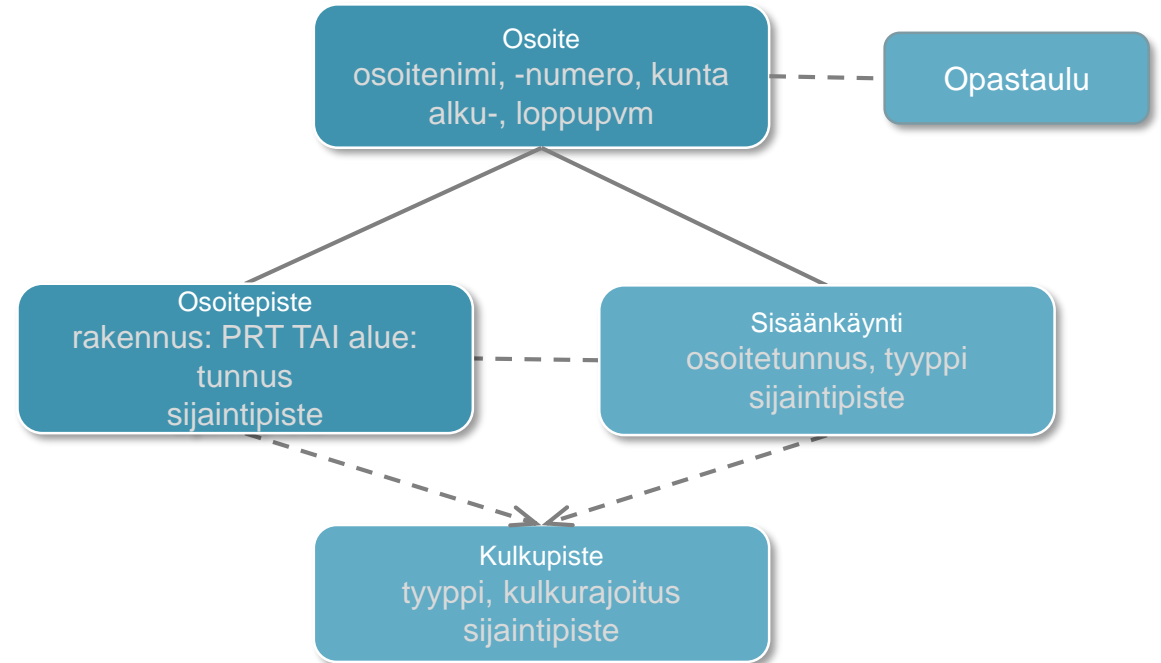 Osoite
osoitenimi, -numero, kunta
alku-, loppupvm
Opastaulu
Osoitepiste
rakennus: PRT TAI alue:
tunnus
sijaintipiste
Sisäänkäynti
osoitetunnus, tyyppi
sijaintipiste
Kulkupiste
tyyppi, kulkurajoitus
sijaintipiste